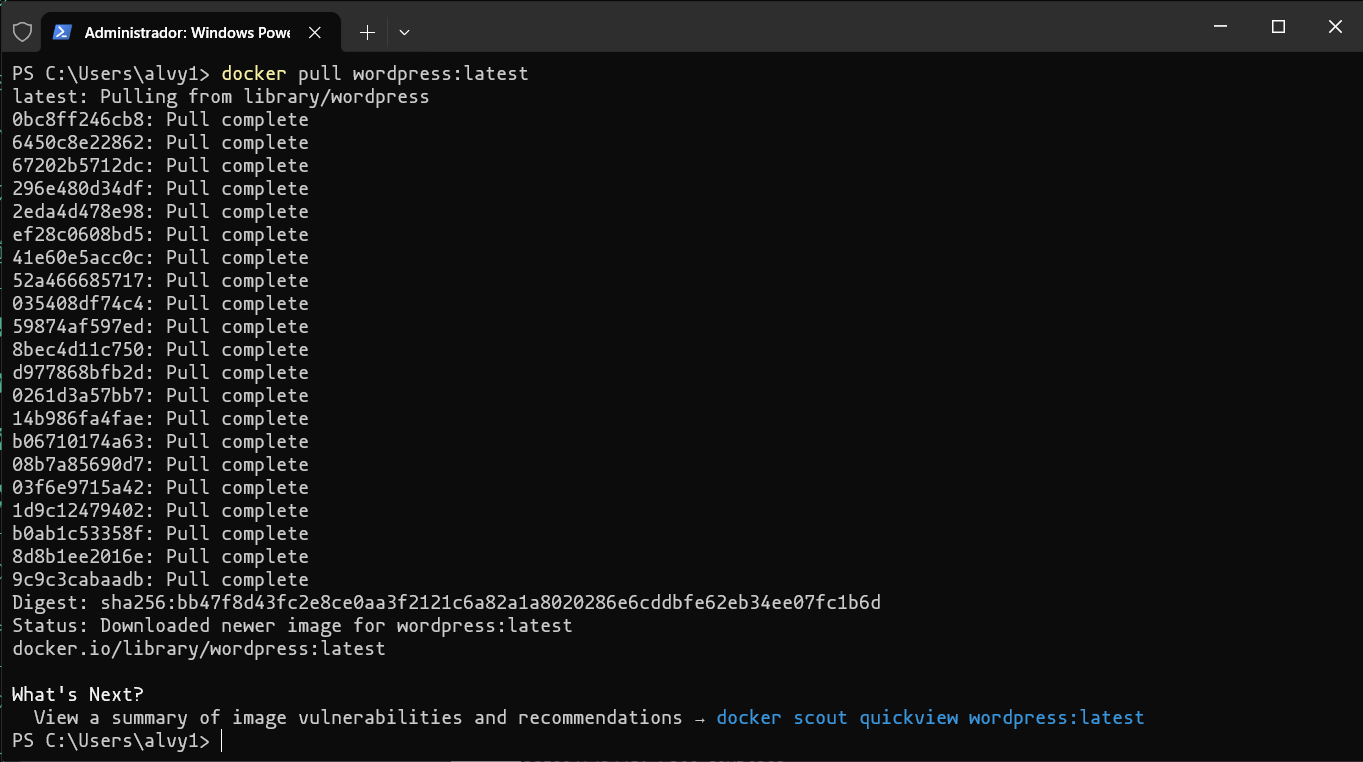 Administrador: Windows Powe
PS C:\Users\alvy1> docker pull wordpress:latest
latest: Pulling from library/wordpress
0bc8ff246cb8: Pull complete
6450c8e22862: Pull complete
67202b5712dc: Pull complete
296e480d34df: Pull complete
2eda4d478e98: Pull complete
ef28c0608bd5: Pull complete
41e60e5acc0c: Pull complete
52a466685717: Pull complete
035408df74c4: Pull complete
59874af597ed: Pull complete
8bec4d11c750: Pull complete
d977868bfb2d: Pull complete
0261d3a57bb7: Pull complete
14b986fa4fae: Pull complete
b06710174a63: Pull complete
08b7a85690d7: Pull complete
03f6e9715a42: Pull complete
1d9c12479402: Pull complete
b0ab1c53358f: Pull complete
8d8b1ee2016e: Pull complete
9c9c3cabaadb: Pull complete
Digest: sha256:bb47f8d43fc2e8ce0aa3f2121c6a82a1a8020286e6cddbfe62eb34ee07fc1b6d
Status: Downloaded newer image for wordpress:latest
docker.io/library/wordpress:latest
What's Next?
View a summary of image vulnerabilities and recommendations → docker scout quickview wordpress:latest
PS C:\Users\alvy1>